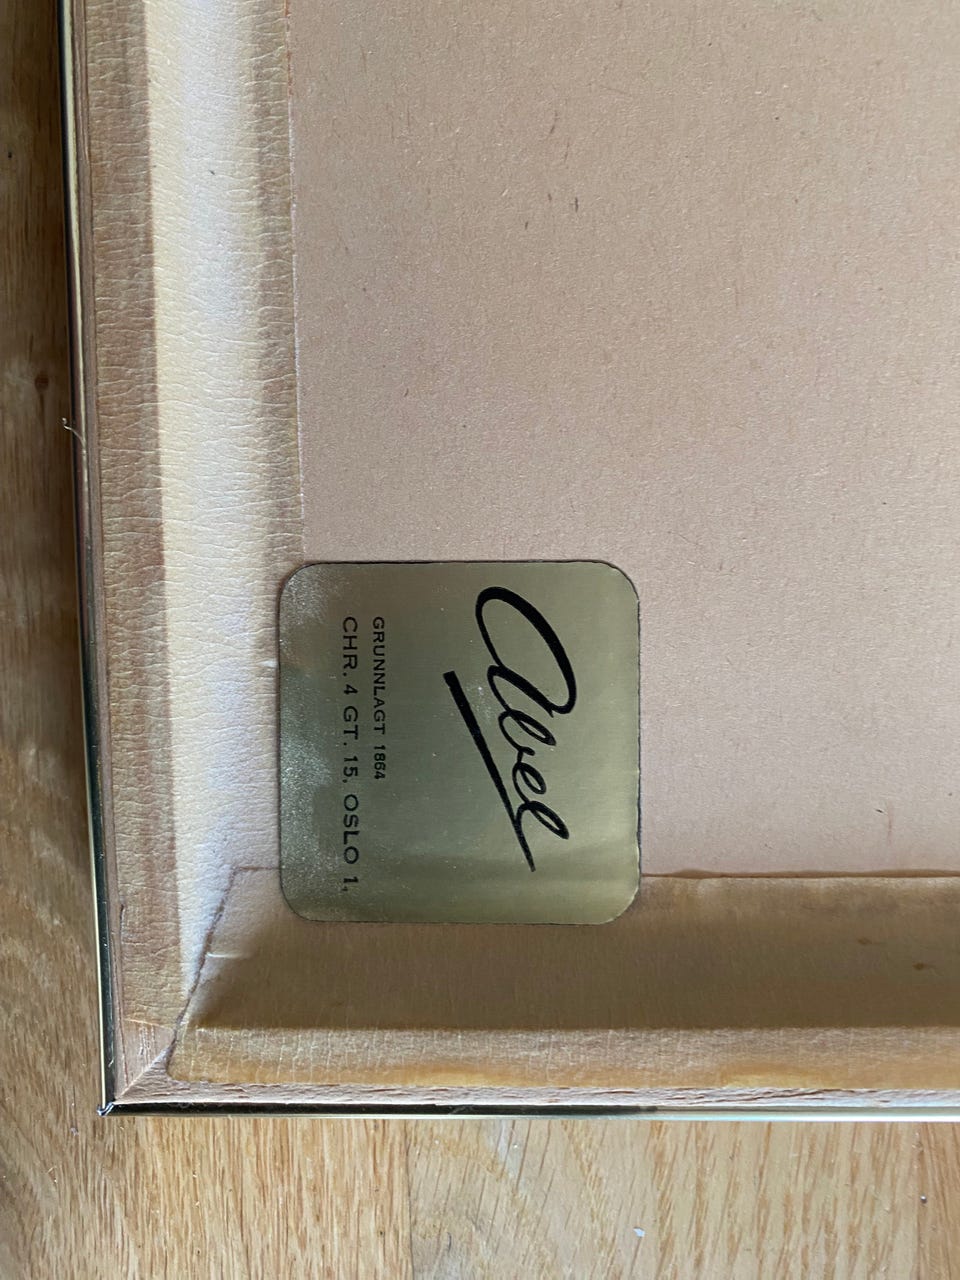 Abel
GRUNNLAGT 1864
CHR. 4 GT. 15, OSLO 1,